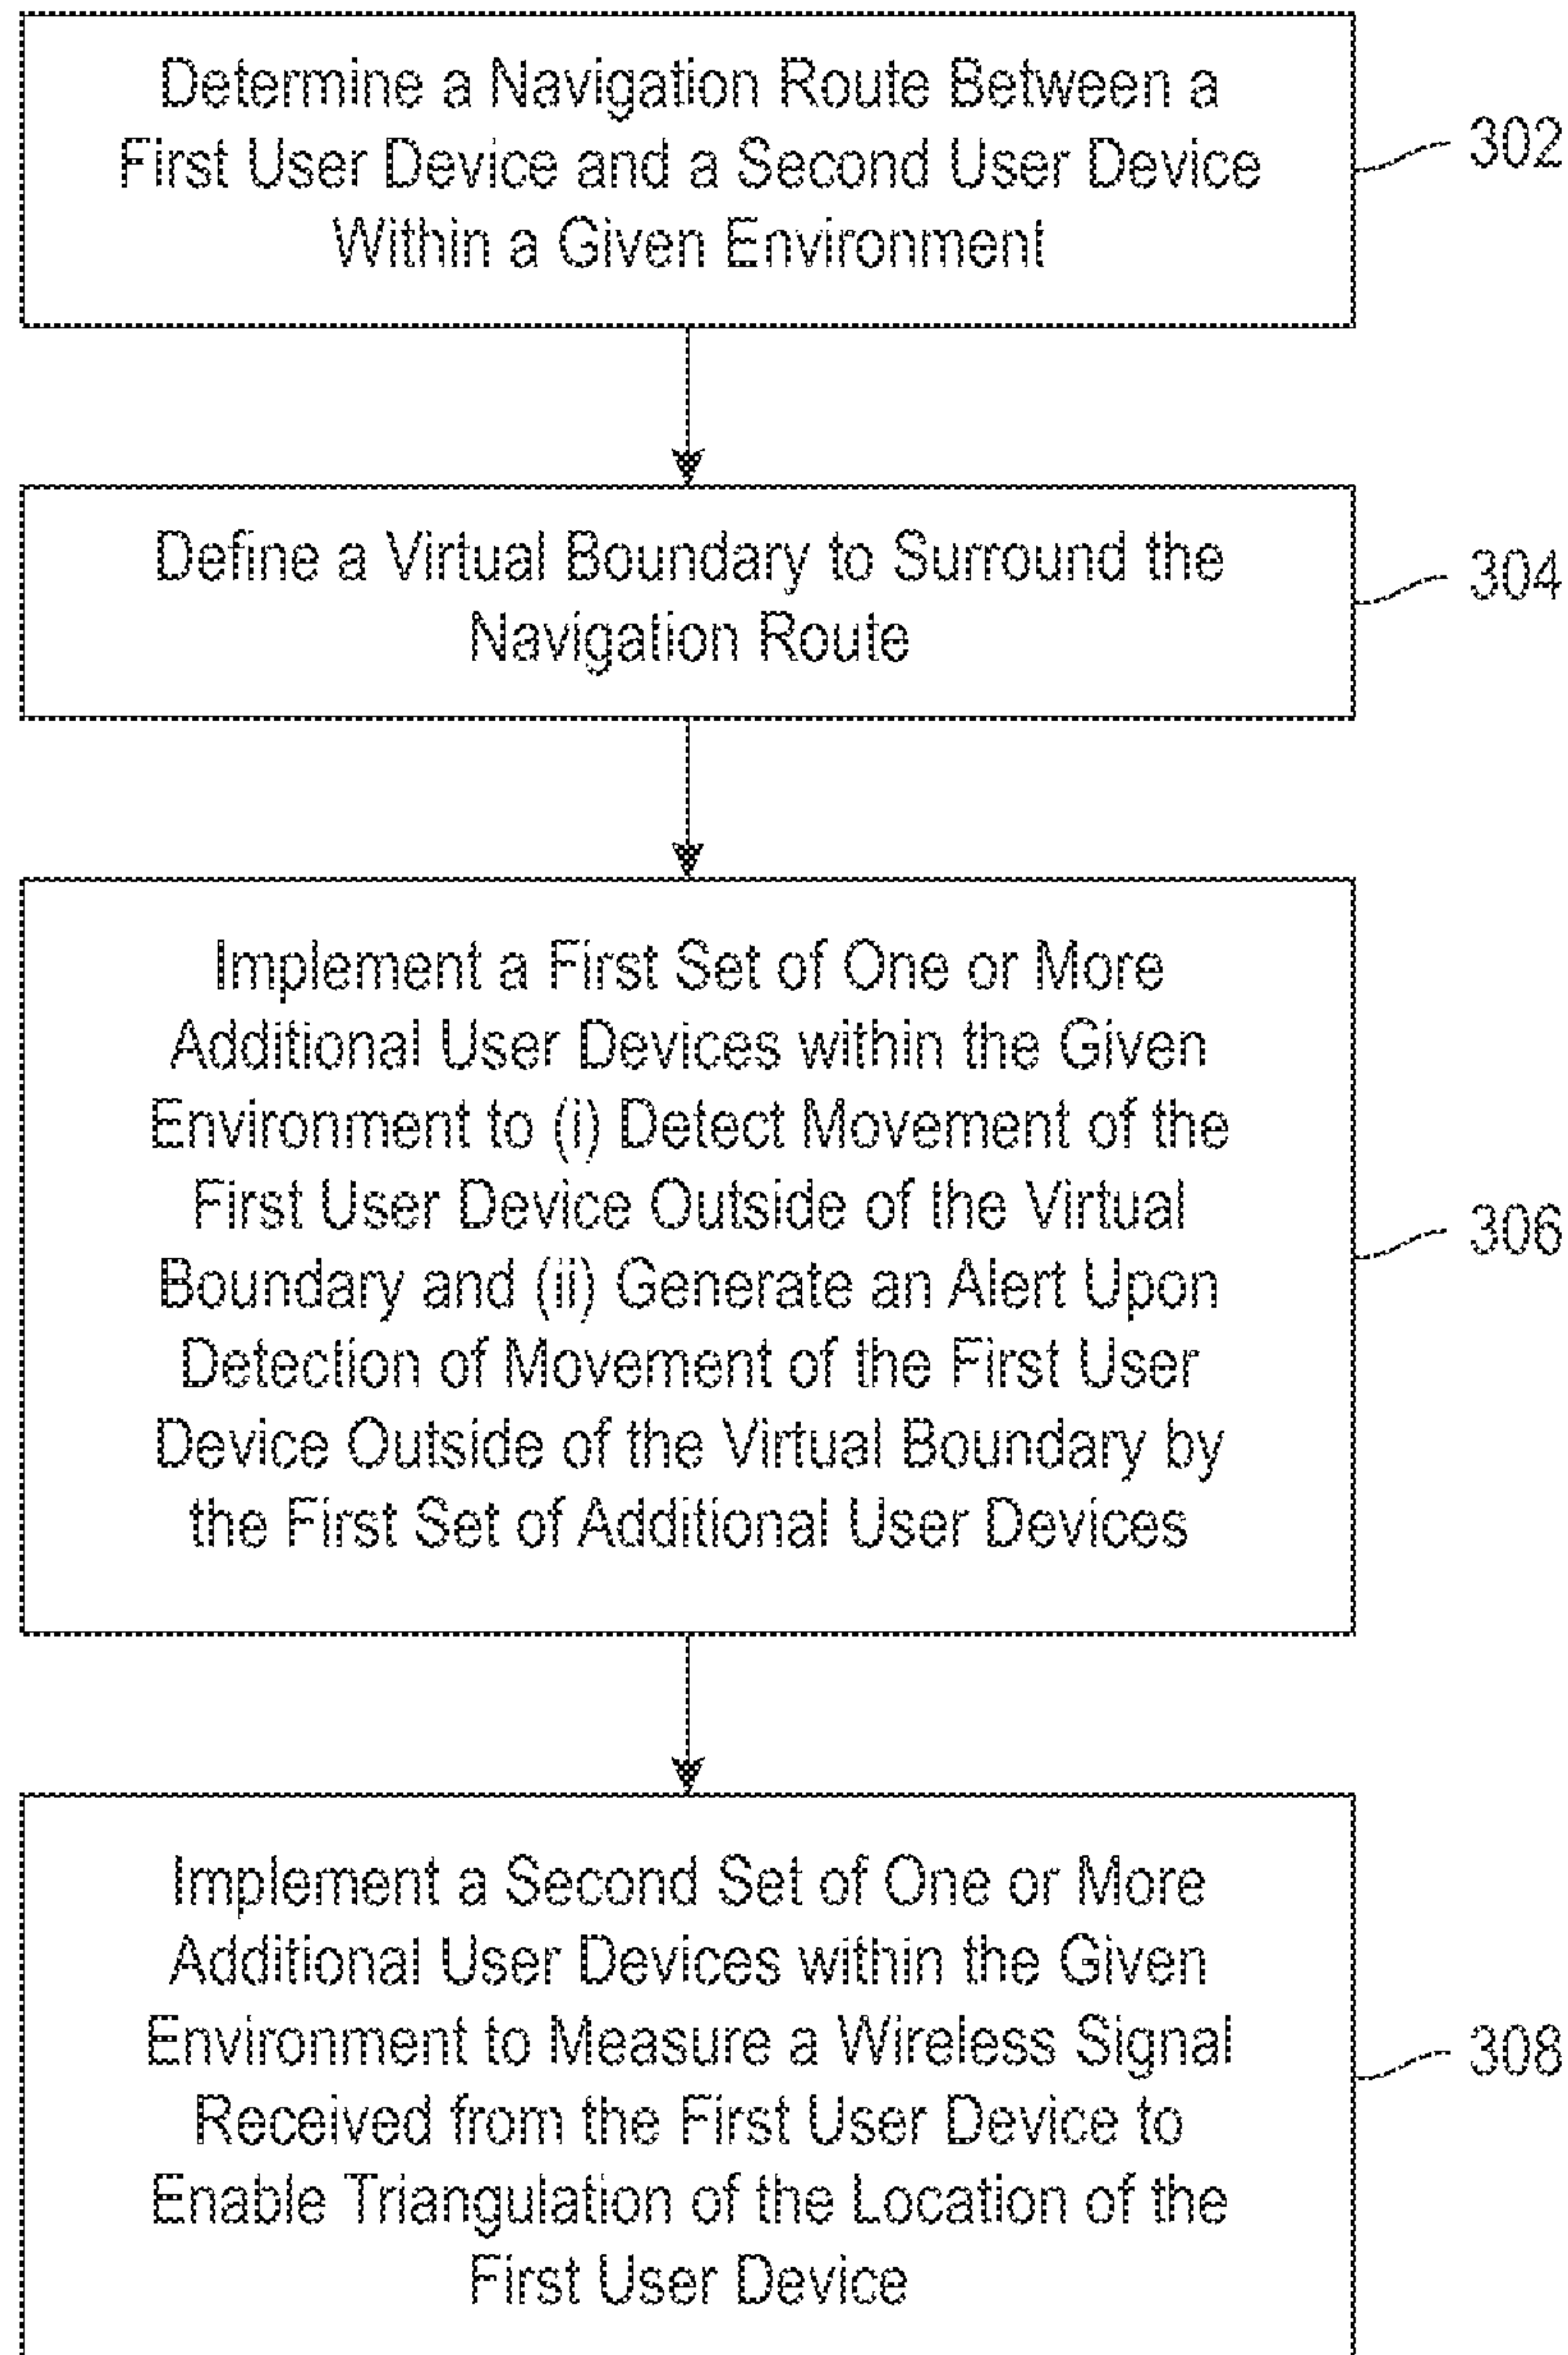 Determine a Navigation Route Between a
First User Device and a Second User Device
Within a Given Environment
302
Define a Virtual Boundary to Surround the
Navigation Route
304
Implement a First Set of One or More
Additional User Devices within the Given
Environment to (i) Detect Movement of the
First User Device Outside of the Virtual
Boundary and (ii) Generate an Alert Upon
Detection of Movement of the First User
Device Outside of the Virtual Boundary by
the First Set of Additional User Devices
306
Implement a Second Set of One or More
Additional User Devices within the Given
Environment to Measure a Wireless Signal
Received from the First User Device to
Enable Triangulation of the Location of the
First User Device
308